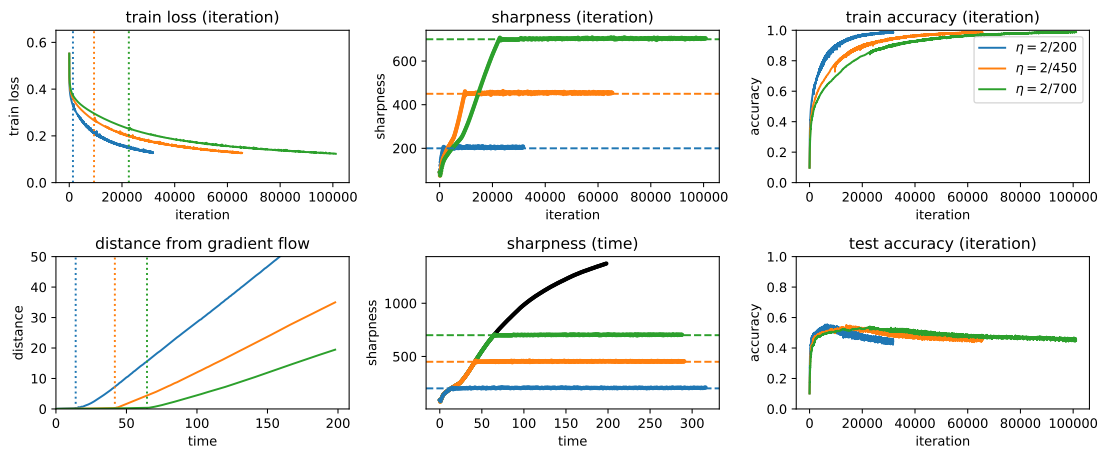 train loss (iteration)
train loss
0.6
0.4
0.2
0.0
0 20000 40000 60000 80000 100000
iteration
sharpness (iteration)
sharpness
600
400
200
0 20000 40000 60000 80000 100000
iteration
train accuracy (iteration)
accuracy
1.0
0.8
0.6
0.4
0.2
0.0
η = 2/200
η = 2/450
η = 2/700
0 20000 40000 60000 80000 100000
iteration
distance from gradient flow
distance
50
40
30
20
10
0
0 50 100 150 200
time
sharpness (time)
sharpness
1000
500
0 50 100 150 200 250 300
time
test accuracy (iteration)
accuracy
1.0
0.8
0.6
0.4
0.2
0.0
0 20000 40000 60000 80000 100000
iteration